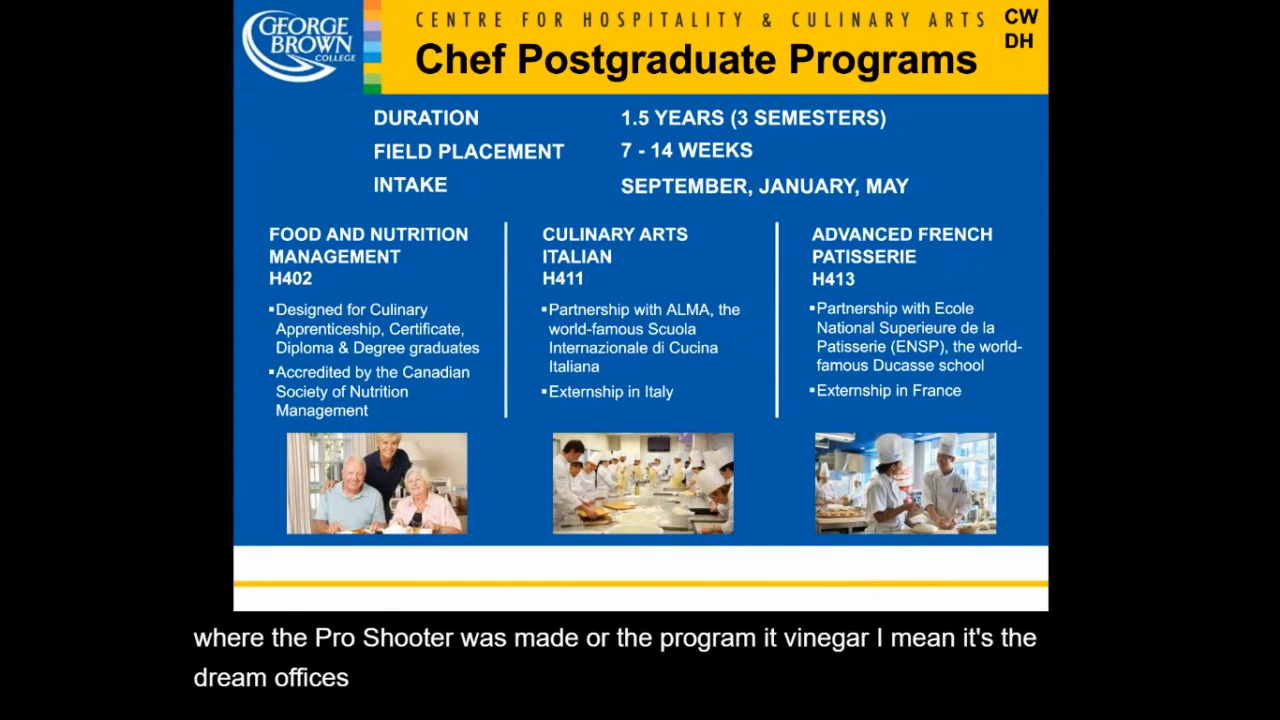 GEORGE
BROWN
COLLEGE
CENTRE FOR HOSPITALITY & CULINARY ARTS
Chef Postgraduate Programs
CW
DH
DURATION 1.5 YEARS (3 SEMESTERS)
FIELD PLACEMENT 7 - 14 WEEKS
INTAKE SEPTEMBER, JANUARY, MAY
FOOD AND NUTRITION
MANAGEMENT
H402
▪Designed for Culinary
Apprenticeship, Certificate,
Diploma & Degree graduates
▪Accredited by the Canadian
Society of Nutrition
Management
CULINARY ARTS
ITALIAN
H411
▪Partnership with ALMA, the
world-famous Scuola
Internazionale di Cucina
Italiana
▪Externship in Italy
ADVANCED FRENCH
PATISSERIE
H413
▪Partnership with Ecole
National Superieure de la
Patisserie (ENSP), the world-
famous Ducasse school
▪Externship in France
where the Pro Shooter was made or the program it vinegar I mean it's the
dream offices